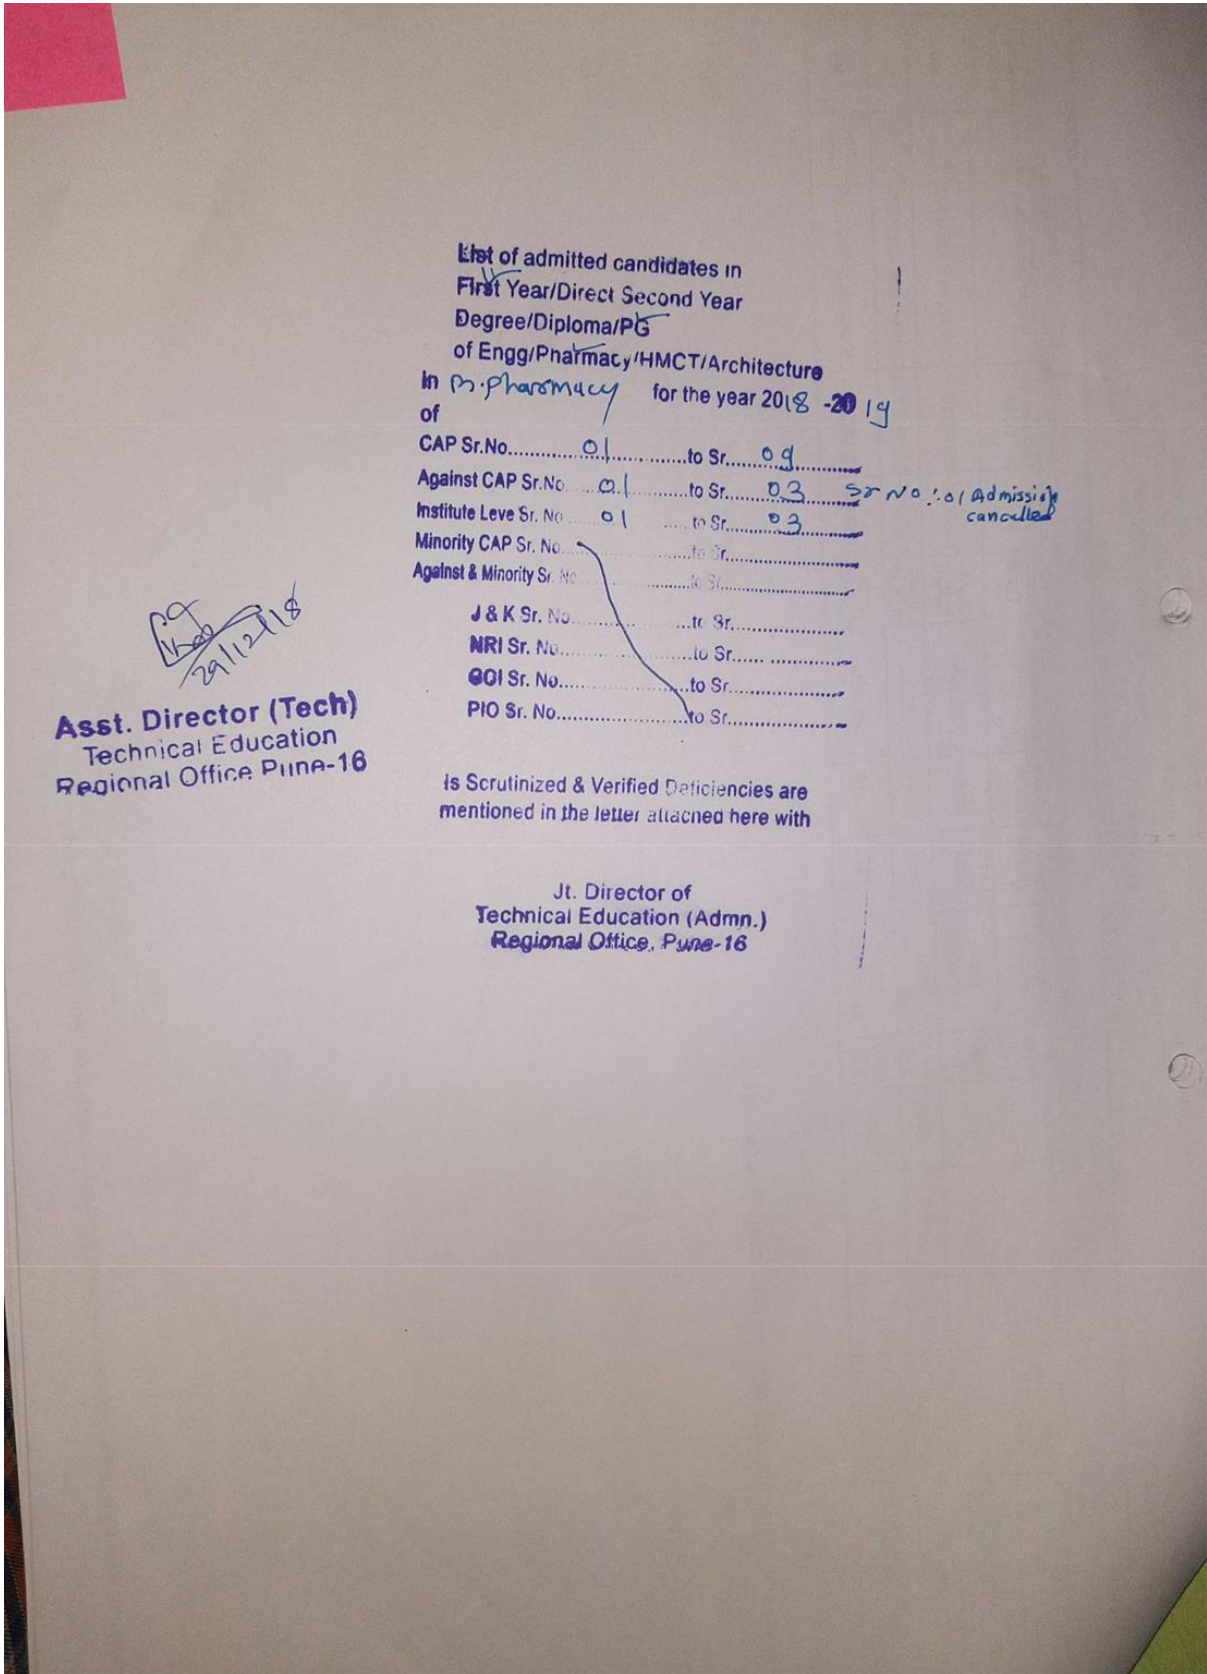 List of admitted candidates in
First Year/Direct Second Year
Degree/Diploma/PG
of Engg/Pharmacy/HMCT/Architecture
in M.pharmacy for the year 2018 -2019
of
CAP Sr.No.......01.......to Sr.....09.......
Against CAP Sr.No.....01.......to Sr.......03....... Sr No :01 Admission
cancelled
Institute Leve Sr. No.....01.......to Sr.......03.......
Minority CAP Sr. No.......to Sr.......
Against & Minority Sr. No.......to Sr.......
J & K Sr. No.......to Sr.......
NRI Sr. No.......to Sr.......
GOI Sr. No.......to Sr.......
PIO Sr. No.......to Sr.......
29/12/18
Asst. Director (Tech)
Technical Education
Regional Office Pune-16
is Scrutinized & Verified Deficiencies are
mentioned in the letter attached here with
Jt. Director of
Technical Education (Admn.)
Regional Office, Pune-16